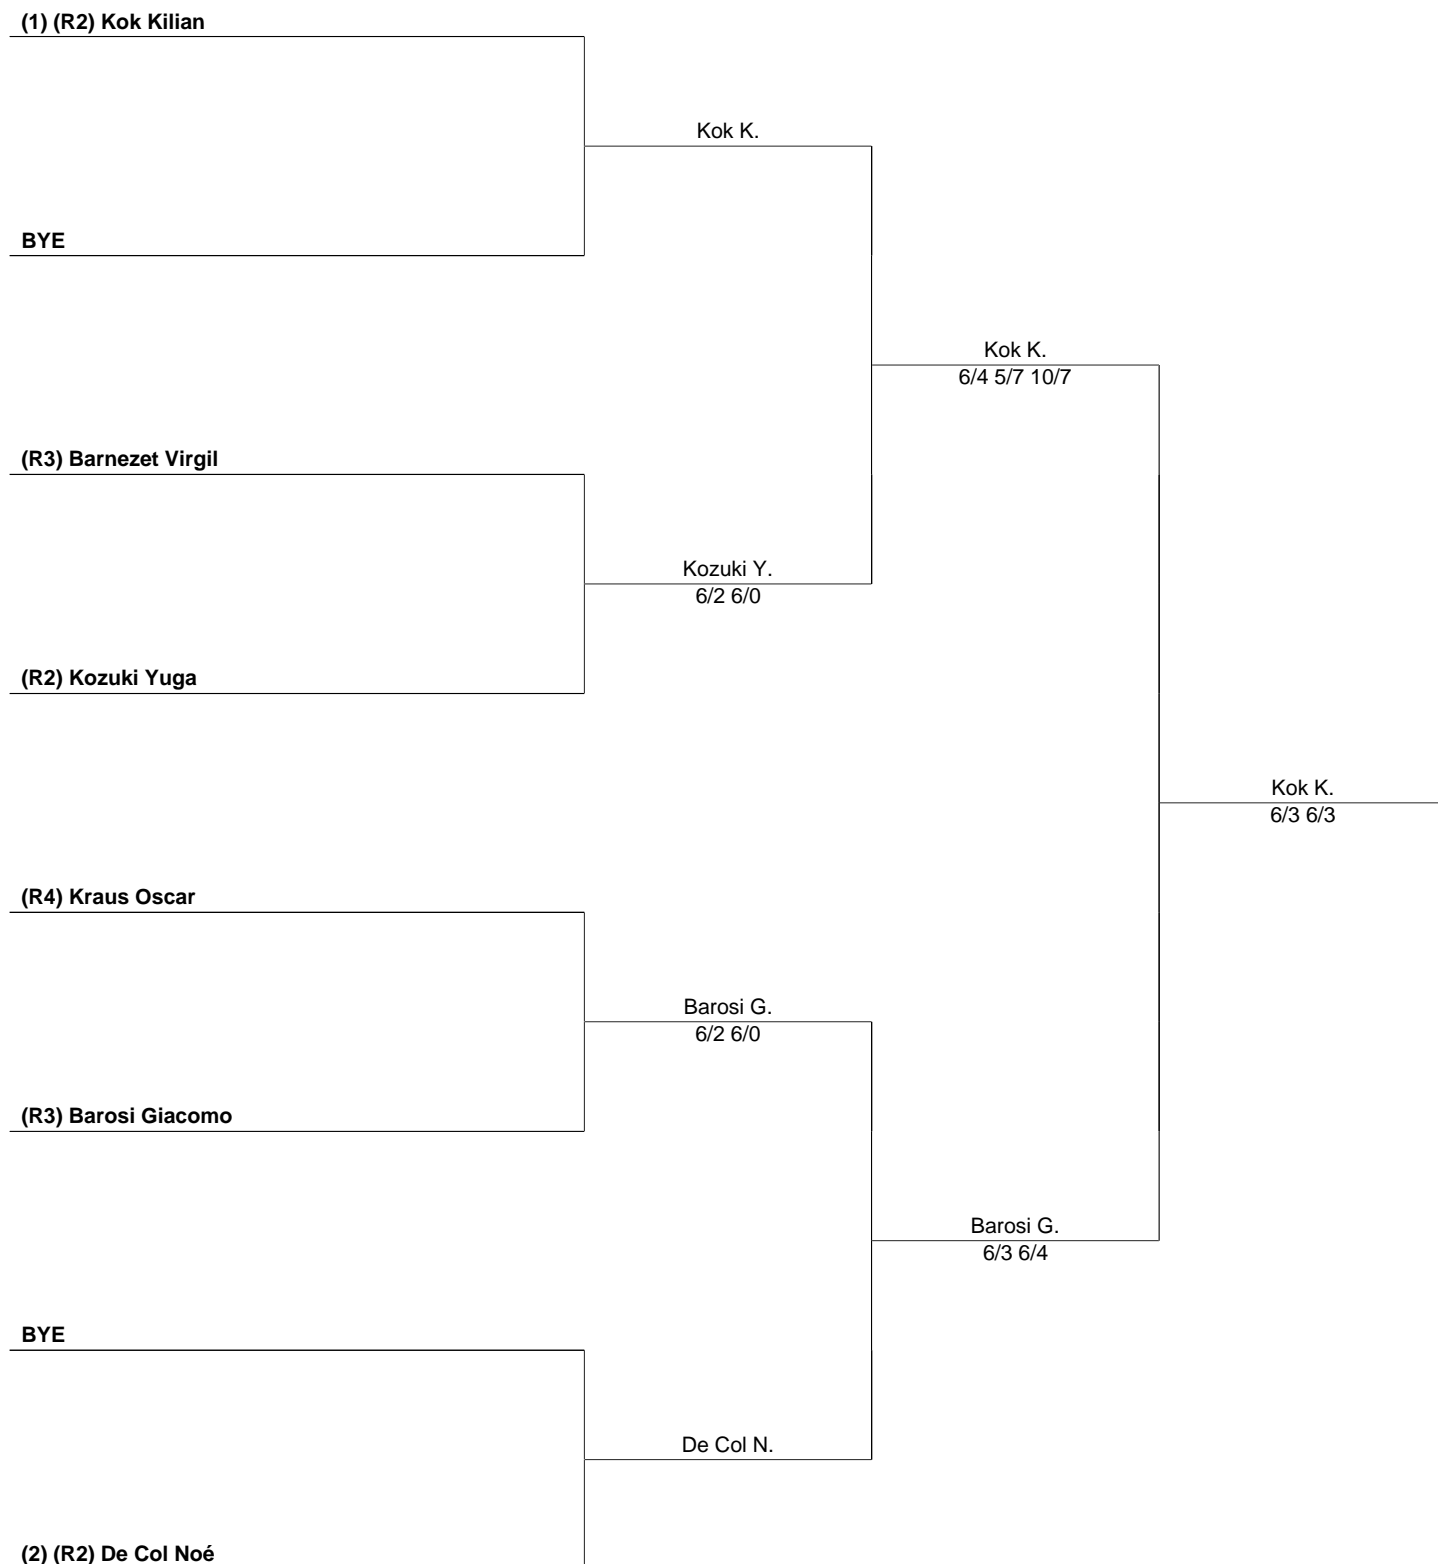 (1) (R2) Kok Kilian
Kok K.
BYE
Kok K.
6/4 5/7 10/7
(R3) Barnezet Virgil
Kozuki Y.
6/2 6/0
(R2) Kozuki Yuga
Kok K.
6/3 6/3
(R4) Kraus Oscar
Barosi G.
6/2 6/0
(R3) Barosi Giacomo
Barosi G.
6/3 6/4
BYE
De Col N.
(2) (R2) De Col Noé